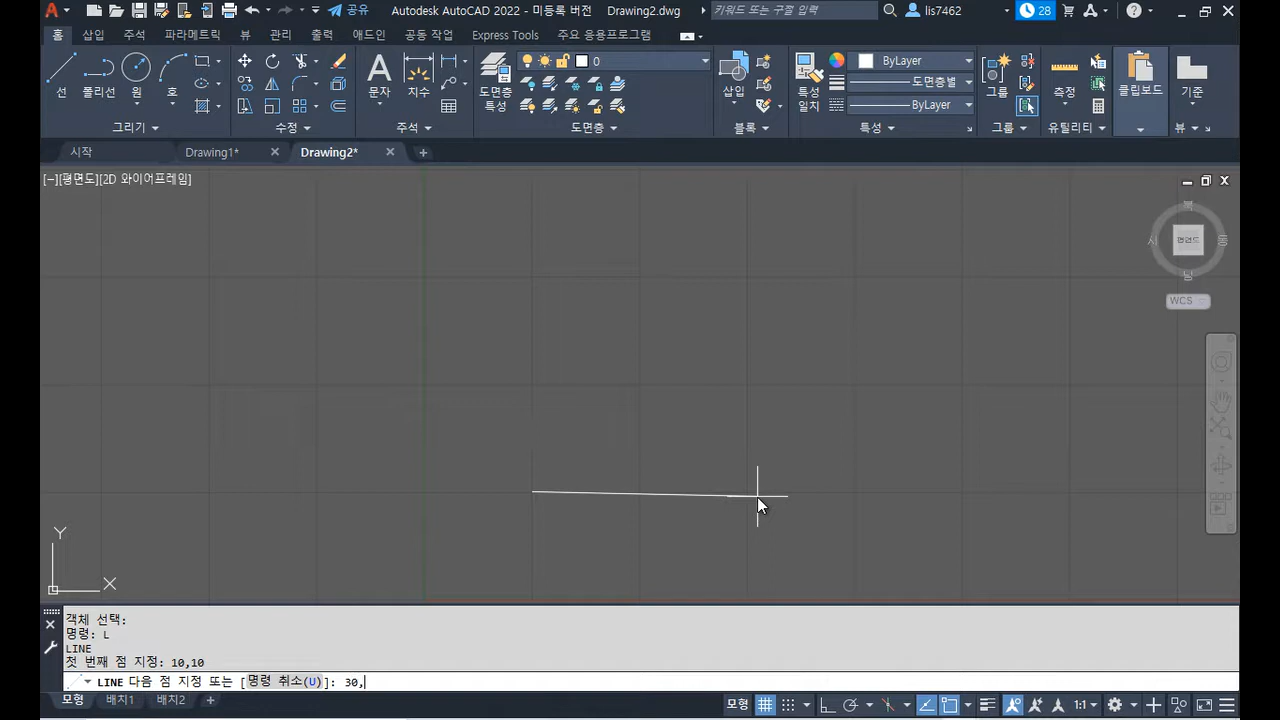 A 공유 Autodesk AutoCAD 2022 - 미등록 버전 Drawing2.dwg 키워드 또는 구절 입력 lis7462 28
홈 삽입 주석 파라메트릭 뷰 관리 출력 애드인 공동 작업 Express Tools 주요 응용프로그램
선 폴리선 원 호 문자 치수 도면층 특성 0 삽입 특성 일치 ByLayer 도면층별 ByLayer 그룹 측정 클립보드 기준
그리기 수정 주석 도면층 블록 특성 그룹 유틸리티 뷰
시작 Drawing1* Drawing2*
[−][평면도][2D 와이어프레임]
북
서 평면도 동
남
WCS
Y
X
객체 선택:
명령: L
LINE
첫 번째 점 지정: 10,10
LINE 다음 점 지정 또는 [명령 취소(U)]: 30,
모형 배치1 배치2 + 모형 1:1